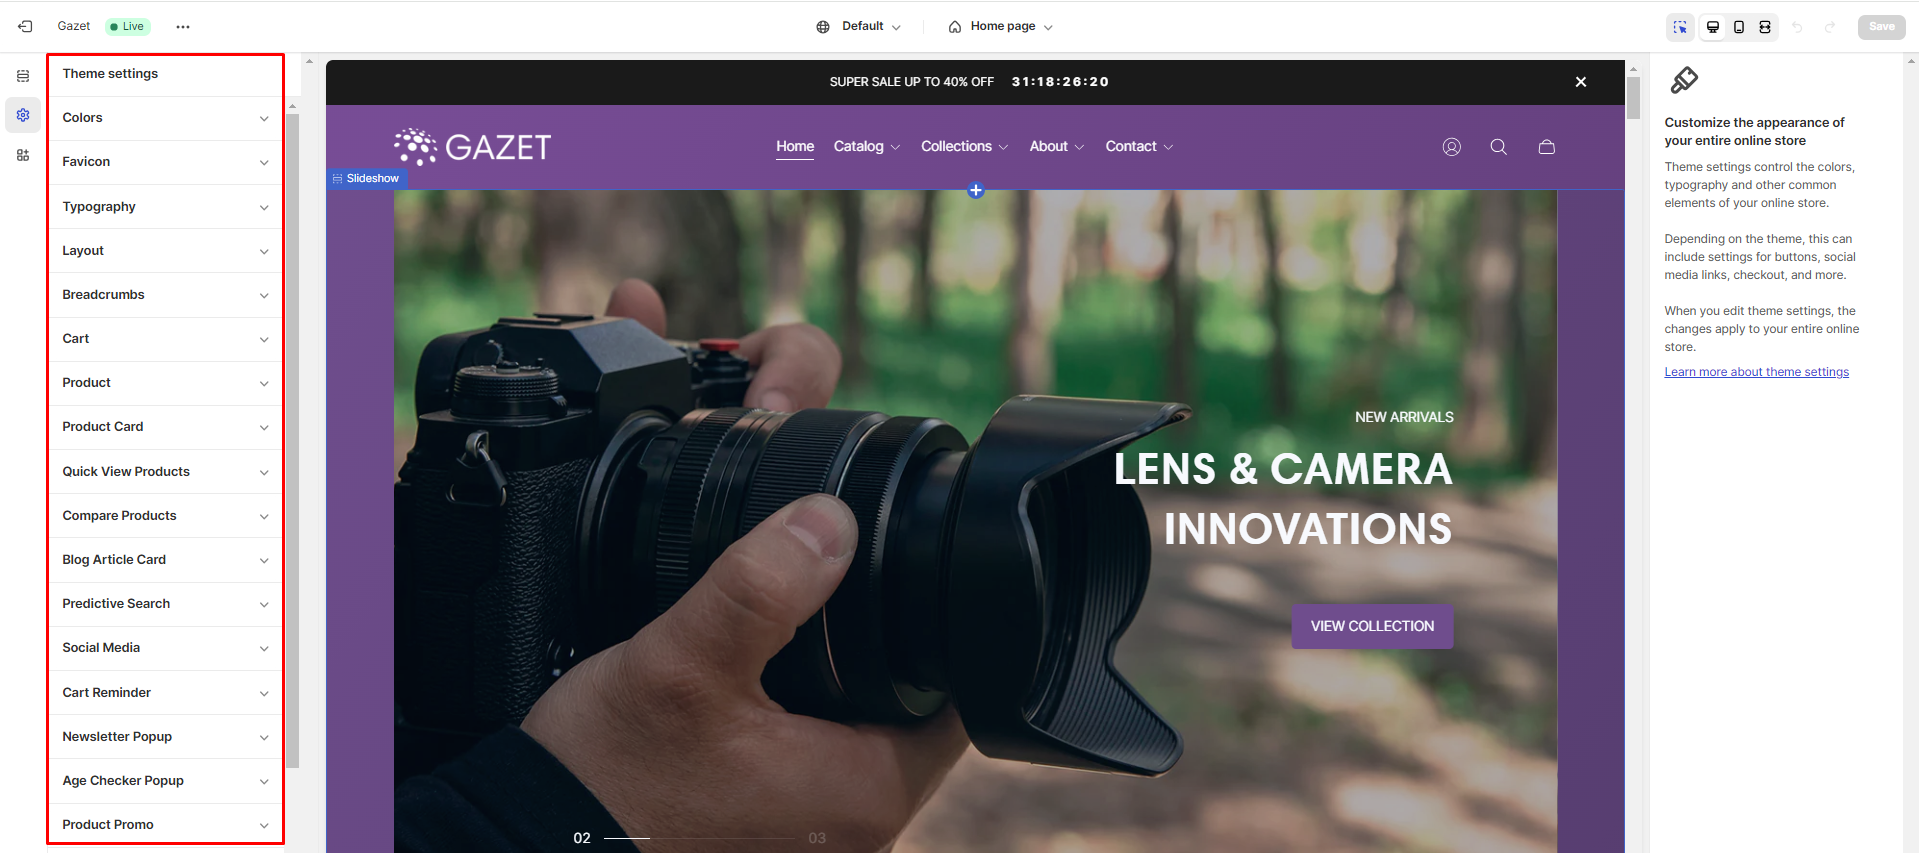 Gazet
Live
Default
Home page
Save
Theme settings
Colors
Favicon
Typography
Layout
Breadcrumbs
Cart
Product
Product Card
Quick View Products
Compare Products
Blog Article Card
Predictive Search
Social Media
Cart Reminder
Newsletter Popup
Age Checker Popup
Product Promo
SUPER SALE UP TO 40% OFF 31:18:26:20
GAZET
Home Catalog Collections About Contact
Slideshow
NEW ARRIVALS
LENS & CAMERA
INNOVATIONS
VIEW COLLECTION
02 03
Customize the appearance of
your entire online store
Theme settings control the colors,
typography and other common
elements of your online store.
Depending on the theme, this can
include settings for buttons, social
media links, checkout, and more.
When you edit theme settings, the
changes apply to your entire online
store.
Learn more about theme settings